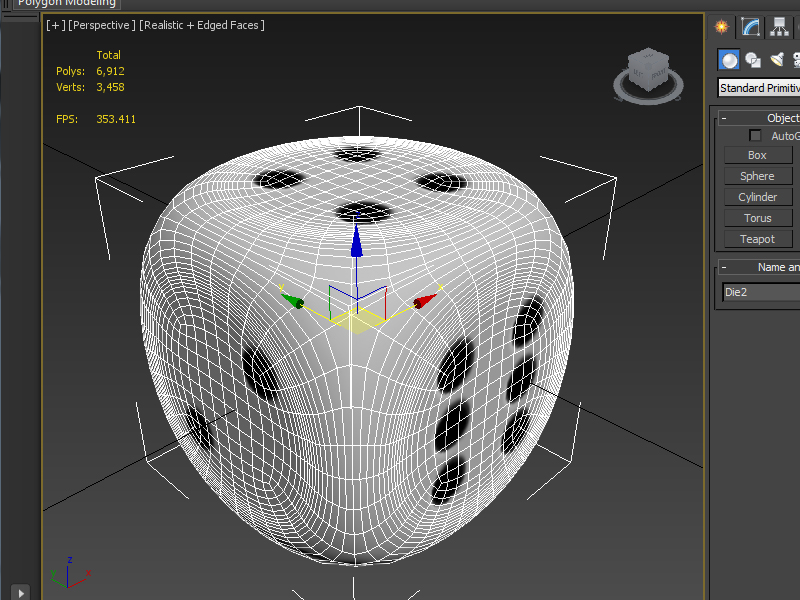 Polygon Modeling
[+] [Perspective ] [Realistic + Edged Faces ]
Total
Polys: 6,912
Verts: 3,458
FPS: 353.411
Standard Primitiv
- Object
AutoG
Box
Sphere
Cylinder
Torus
Teapot
- Name an
Die2
y
x
z
y
x